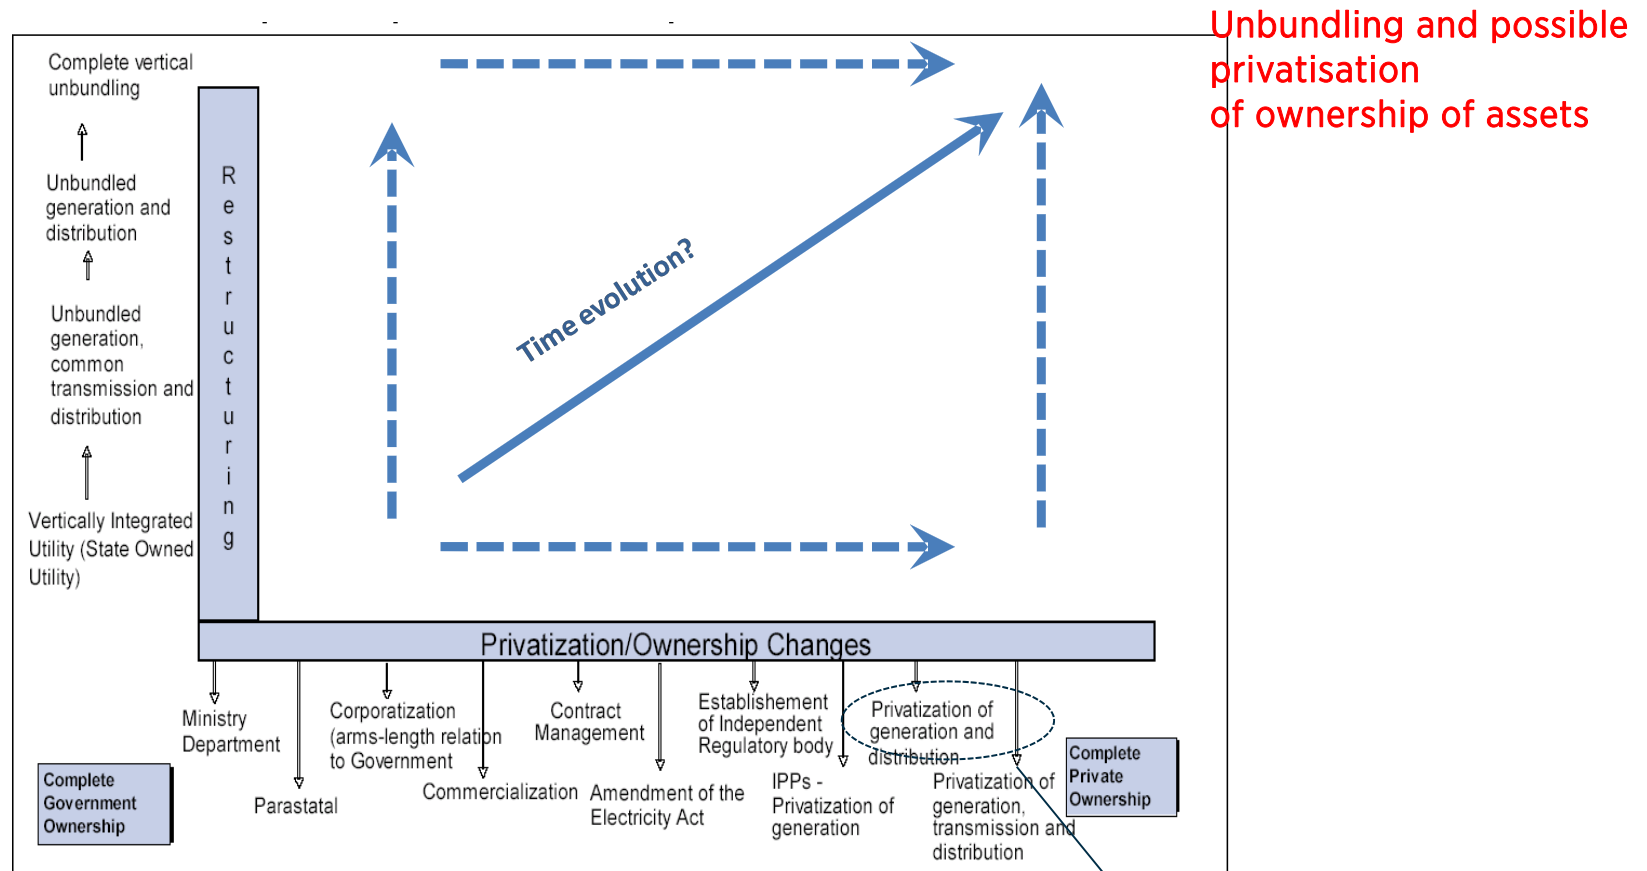 Unbundling and possible
privatisation
of ownership of assets
Complete vertical
unbundling
Unbundled
generation and
distribution
Unbundled
generation,
common
transmission and
distribution
Vertically Integrated
Utility (State Owned
Utility)
Restructuring
Time evolution?
Privatization/Ownership Changes
Ministry
Department
Parastatal
Corporatization
(arms-length relation
to Government
Commercialization
Contract
Management
Amendment of the
Electricity Act
Establishement
of Independent
Regulatory body
IPPs -
Privatization of
generation
Privatization of
generation and
distribution
Privatization of
generation,
transmission and
distribution
Complete
Government
Ownership
Complete
Private
Ownership